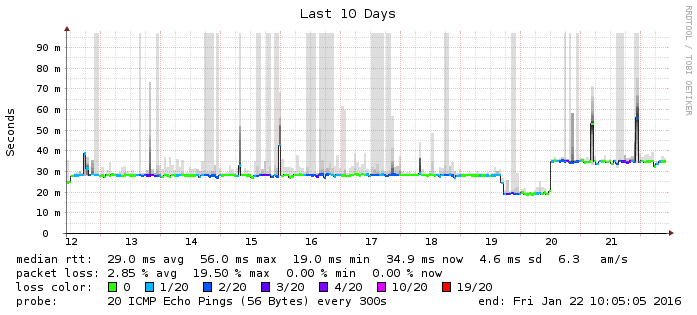 Last 10 Days
RRDTOOL / TOBI OETIKER
Seconds
90 m
80 m
70 m
60 m
50 m
40 m
30 m
20 m
10 m
0
12 13 14 15 16 17 18 19 20 21
median rtt: 29.0 ms avg 56.0 ms max 19.0 ms min 34.9 ms now 4.6 ms sd 6.3 am/s
packet loss: 2.85 % avg 19.50 % max 0.00 % min 0.00 % now
loss color: 0 1/20 2/20 3/20 4/20 10/20 19/20
probe: 20 ICMP Echo Pings (56 Bytes) every 300s end: Fri Jan 22 10:05:05 2016